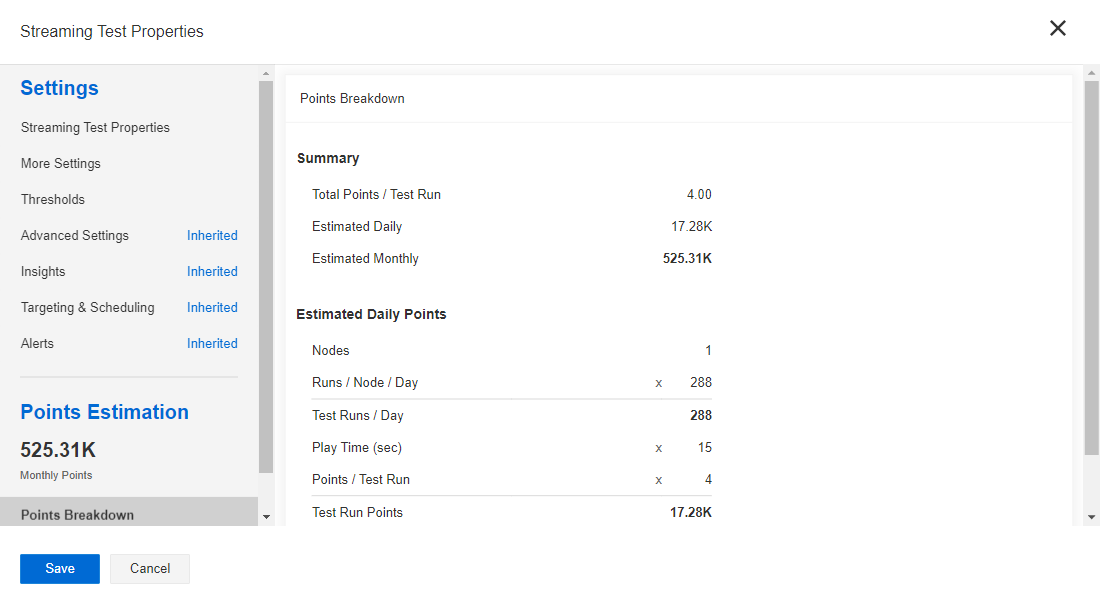 Streaming Test Properties
Settings
Streaming Test Properties
More Settings
Thresholds
Advanced Settings Inherited
Insights Inherited
Targeting & Scheduling Inherited
Alerts Inherited
Points Estimation
525.31K
Monthly Points
Points Breakdown
Points Breakdown
Summary
Total Points / Test Run 4.00
Estimated Daily 17.28K
Estimated Monthly 525.31K
Estimated Daily Points
Nodes 1
Runs / Node / Day x 288
Test Runs / Day 288
Play Time (sec) x 15
Points / Test Run x 4
Test Run Points 17.28K
Save Cancel